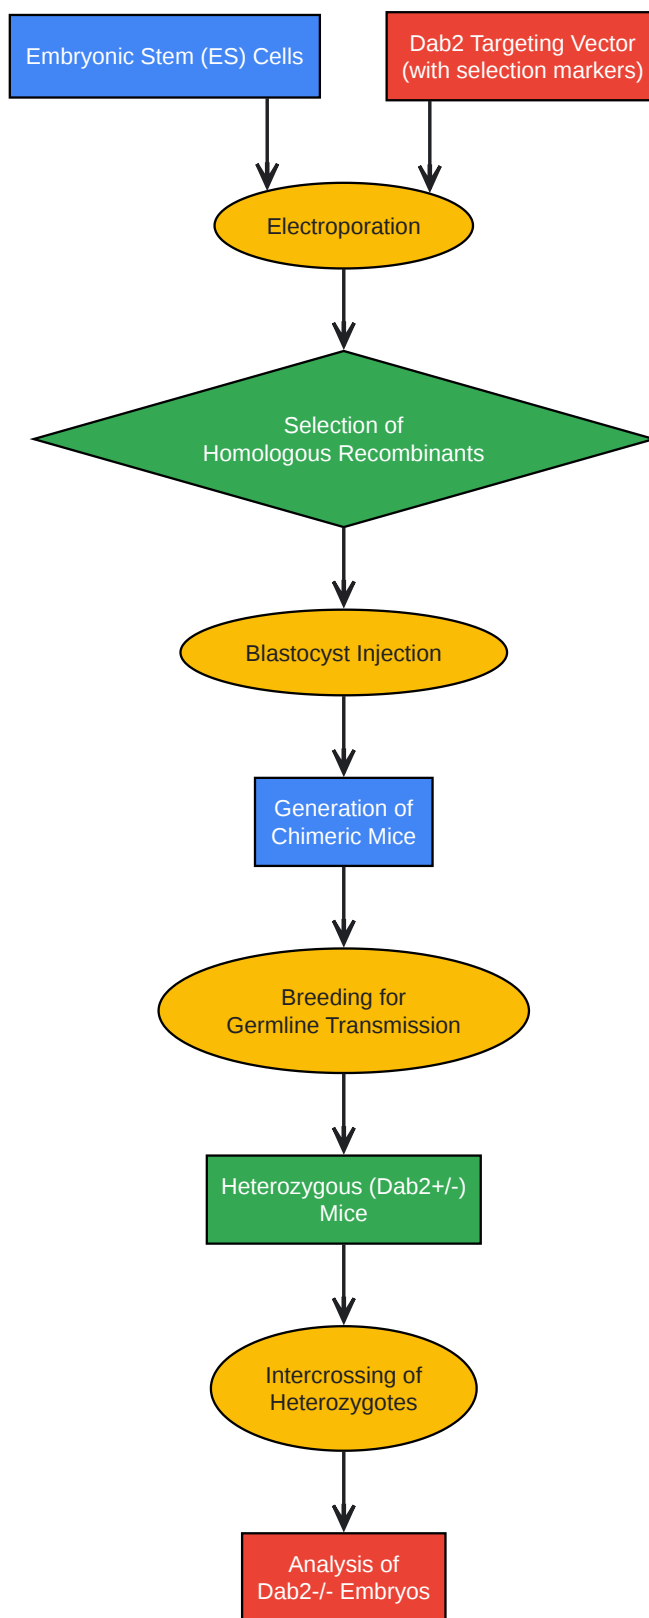 Embryonic Stem (ES) Cells
Dab2 Targeting Vector
(with selection markers)
Electroporation
Selection of
Homologous Recombinants
Blastocyst Injection
Generation of
Chimeric Mice
Breeding for
Germline Transmission
Heterozygous (Dab2+/-)
Mice
Intercrossing of
Heterozygotes
Analysis of
Dab2-/- Embryos